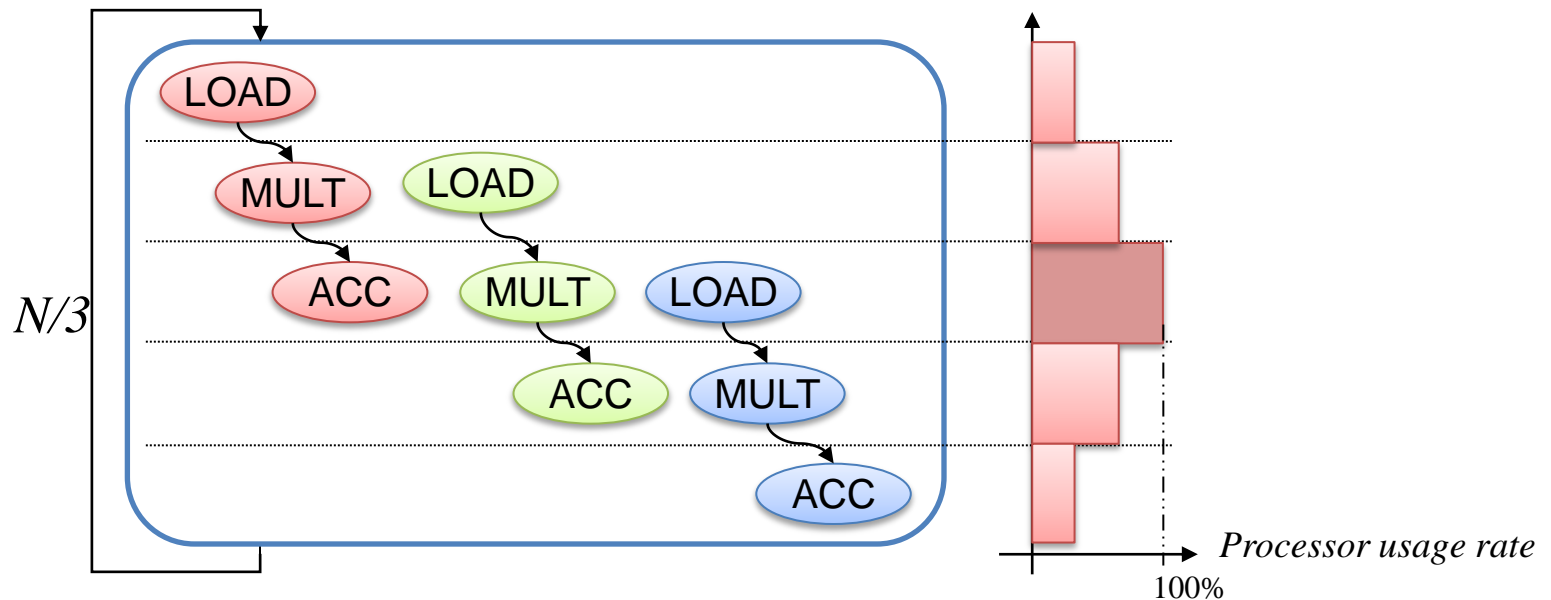 LOAD
MULT
LOAD
N/3
ACC
MULT
LOAD
ACC
MULT
ACC
Processor usage rate
100%